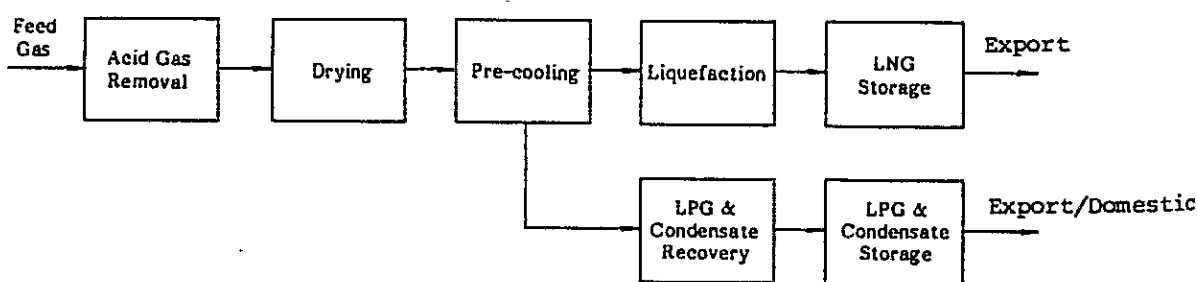 Feed
Gas
Acid Gas
Removal
Drying
Pre-cooling
Liquefaction
LNG
Storage
Export
LPG &
Condensate
Recovery
LPG &
Condensate
Storage
Export/Domestic